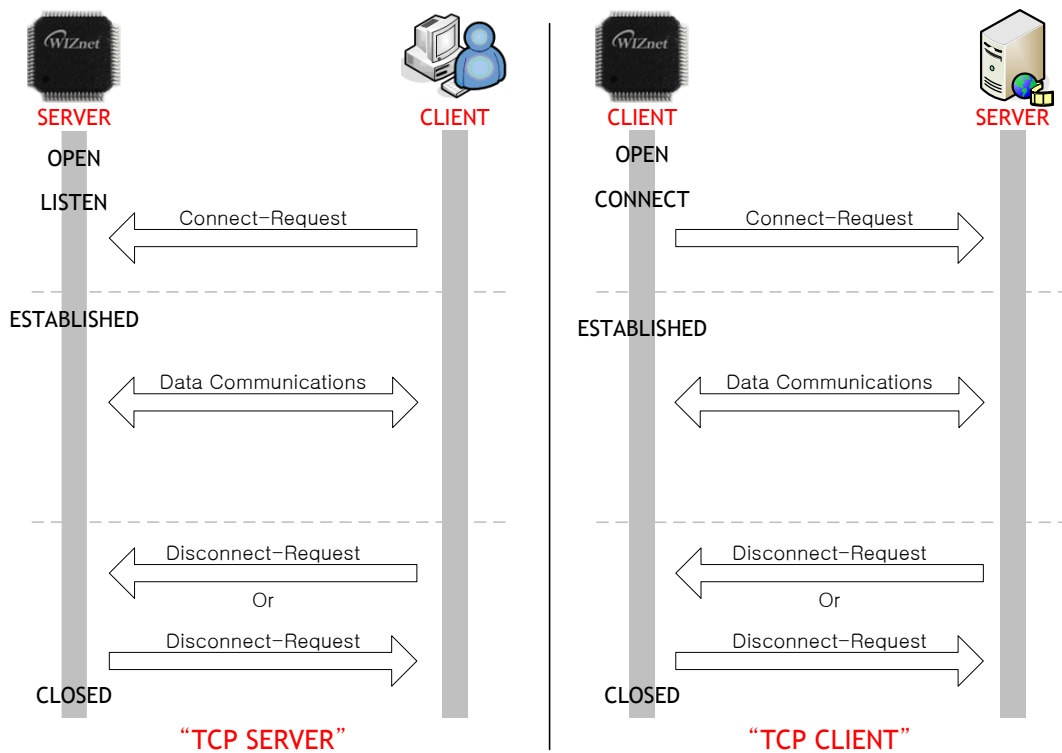 WIZnet
SERVER
CLIENT
OPEN
LISTEN
Connect-Request
ESTABLISHED
Data Communications
Disconnect-Request
Or
Disconnect-Request
CLOSED
“TCP SERVER”
WIZnet
CLIENT
SERVER
OPEN
CONNECT
Connect-Request
ESTABLISHED
Data Communications
Disconnect-Request
Or
Disconnect-Request
CLOSED
“TCP CLIENT”